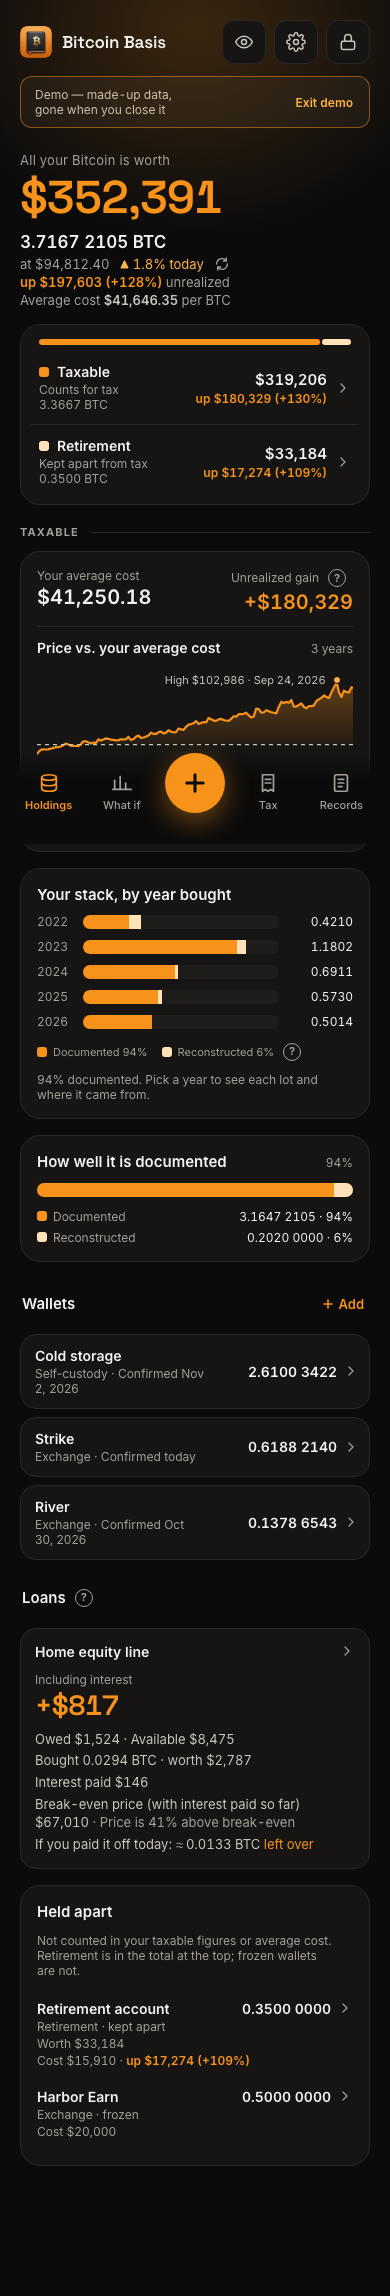 Bitcoin Basis
Demo — made-up data,
gone when you close it
Exit demo
All your Bitcoin is worth
$352,391
3.7167 2105 BTC
at $94,812.40 ▲ 1.8% today
up $197,603 (+128%) unrealized
Average cost $41,646.35 per BTC
Taxable
Counts for tax
3.3667 BTC
$319,206
up $180,329 (+130%)
Retirement
Kept apart from tax
0.3500 BTC
$33,184
up $17,274 (+109%)
TAXABLE
Your average cost
$41,250.18
Unrealized gain ?
+$180,329
Price vs. your average cost 3 years
High $102,986 · Sep 24, 2026
Holdings
What if
+
Tax
Records
Your stack, by year bought
2022 0.4210
2023 1.1802
2024 0.6911
2025 0.5730
2026 0.5014
Documented 94% Reconstructed 6% ?
94% documented. Pick a year to see each lot and
where it came from.
How well it is documented 94%
Documented 3.1647 2105 · 94%
Reconstructed 0.2020 0000 · 6%
Wallets + Add
Cold storage
Self-custody · Confirmed Nov
2, 2026
2.6100 3422
Strike
Exchange · Confirmed today
0.6188 2140
River
Exchange · Confirmed Oct
30, 2026
0.1378 6543
Loans ?
Home equity line
Including interest
+$817
Owed $1,524 · Available $8,475
Bought 0.0294 BTC · worth $2,787
Interest paid $146
Break-even price (with interest paid so far)
$67,010 · Price is 41% above break-even
If you paid it off today: ≈ 0.0133 BTC left over
Held apart
Not counted in your taxable figures or average cost.
Retirement is in the total at the top; frozen wallets
are not.
Retirement account 0.3500 0000
Retirement · kept apart
Worth $33,184
Cost $15,910 · up $17,274 (+109%)
Harbor Earn 0.5000 0000
Exchange · frozen
Cost $20,000